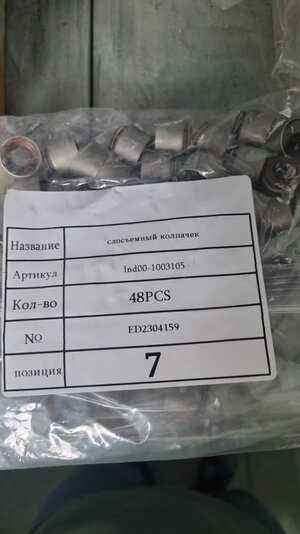 Название слосъемный колпачек
Артикул lnd00-1003105
Кол-во 48PCS
NO ED2304159
позиция 7